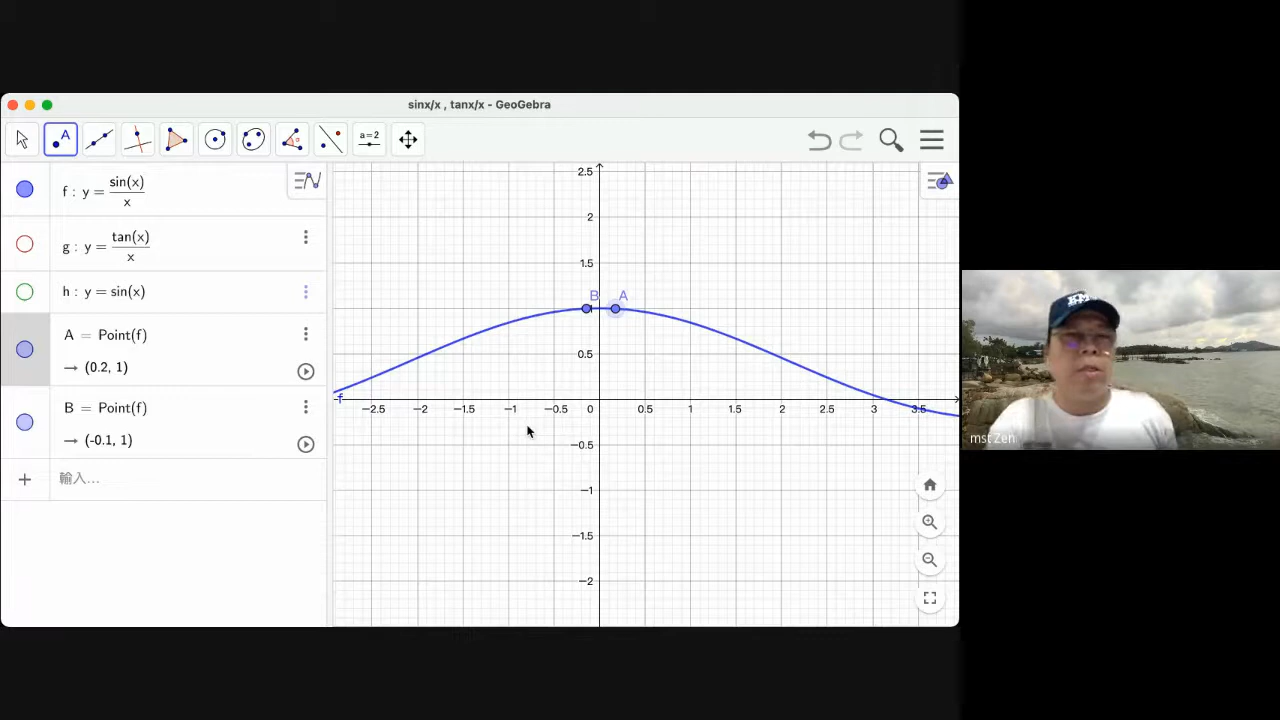 sinx/x , tanx/x - GeoGebra
A
a=2
f : y = sin(x)/x
g : y = tan(x)/x
h : y = sin(x)
A = Point(f)
→ (0.2, 1)
B = Point(f)
→ (-0.1, 1)
+ 輸入...
2.5
2
1.5
B A
0.5
f
−2.5 −2 −1.5 −1 −0.5 0 0.5 1 1.5 2 2.5 3 3.5
−0.5
−1
−1.5
−2
mst Zen